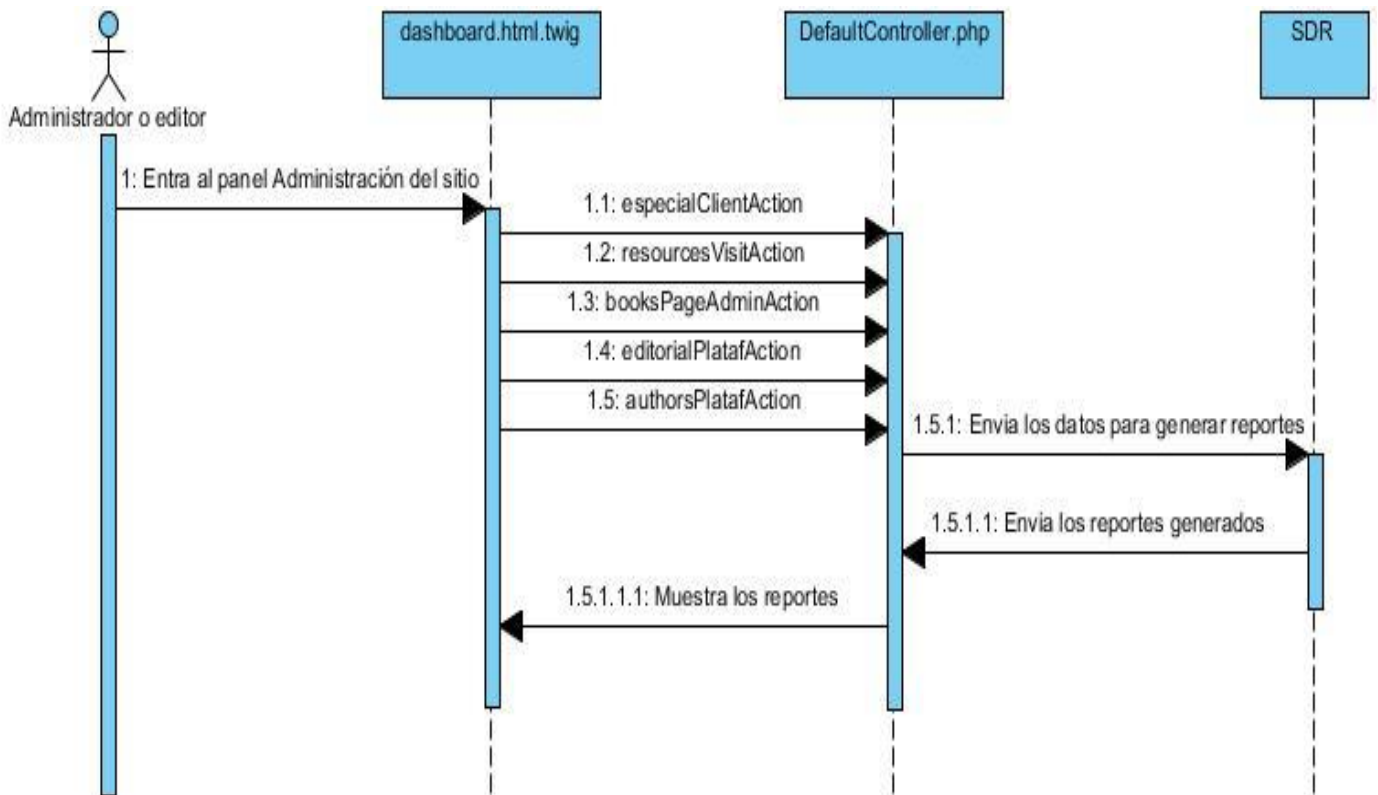 dashboard.html.twig
DefaultController.php
SDR
Administrador o editor
1: Entra al panel Administración del sitio
1.1: especialClientAction
1.2: resourcesVisitAction
1.3: booksPageAdminAction
1.4: editorialPlatafAction
1.5: authorsPlatafAction
1.5.1: Envia los datos para generar reportes
1.5.1.1: Envia los reportes generados
1.5.1.1.1: Muestra los reportes